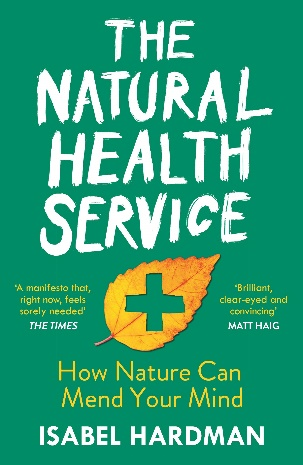 THE
NATURAL
HEALTH
SERVICE
'A manifesto that,
right now, feels
sorely needed'
THE TIMES
'Brilliant,
clear-eyed and
convincing'
MATT HAIG
How Nature Can
Mend Your Mind
ISABEL HARDMAN